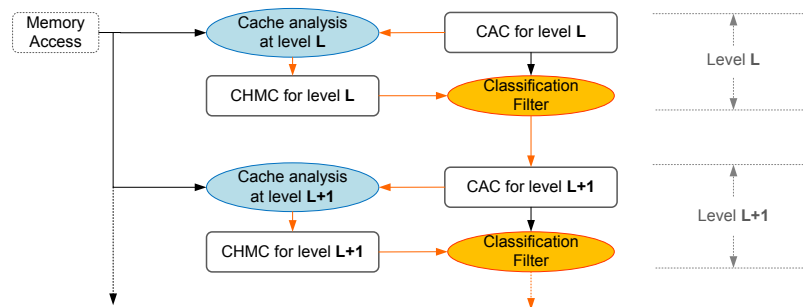 Memory
Access
Cache analysis
at level L
CAC for level L
CHMC for level L
Classification
Filter
Level L
Cache analysis
at level L+1
CAC for level L+1
CHMC for level L+1
Classification
Filter
Level L+1